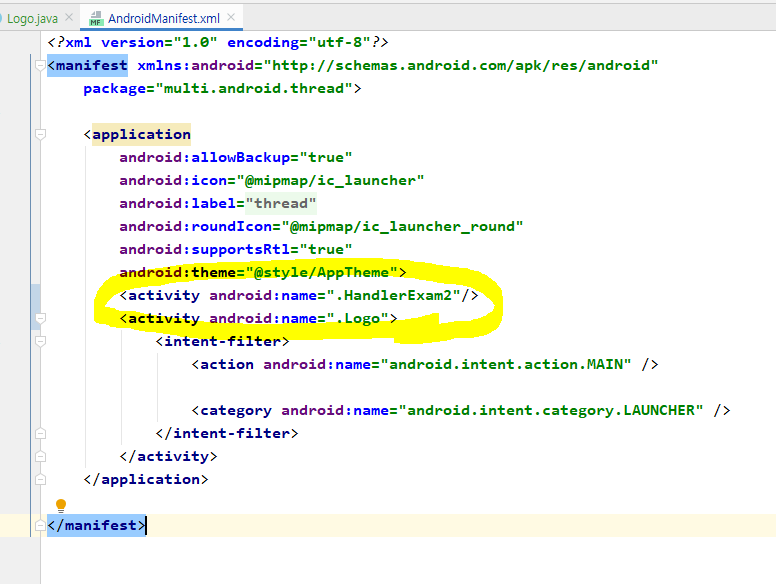 Logo.java
AndroidManifest.xml
<?xml version="1.0" encoding="utf-8"?>
<manifest xmlns:android="http://schemas.android.com/apk/res/android"
    package="multi.android.thread">

    <application
        android:allowBackup="true"
        android:icon="@mipmap/ic_launcher"
        android:label="thread"
        android:roundIcon="@mipmap/ic_launcher_round"
        android:supportsRtl="true"
        android:theme="@style/AppTheme">
        <activity android:name=".HandlerExam2"/>
        <activity android:name=".Logo">
            <intent-filter>
                <action android:name="android.intent.action.MAIN" />

                <category android:name="android.intent.category.LAUNCHER" />
            </intent-filter>
        </activity>
    </application>

</manifest>